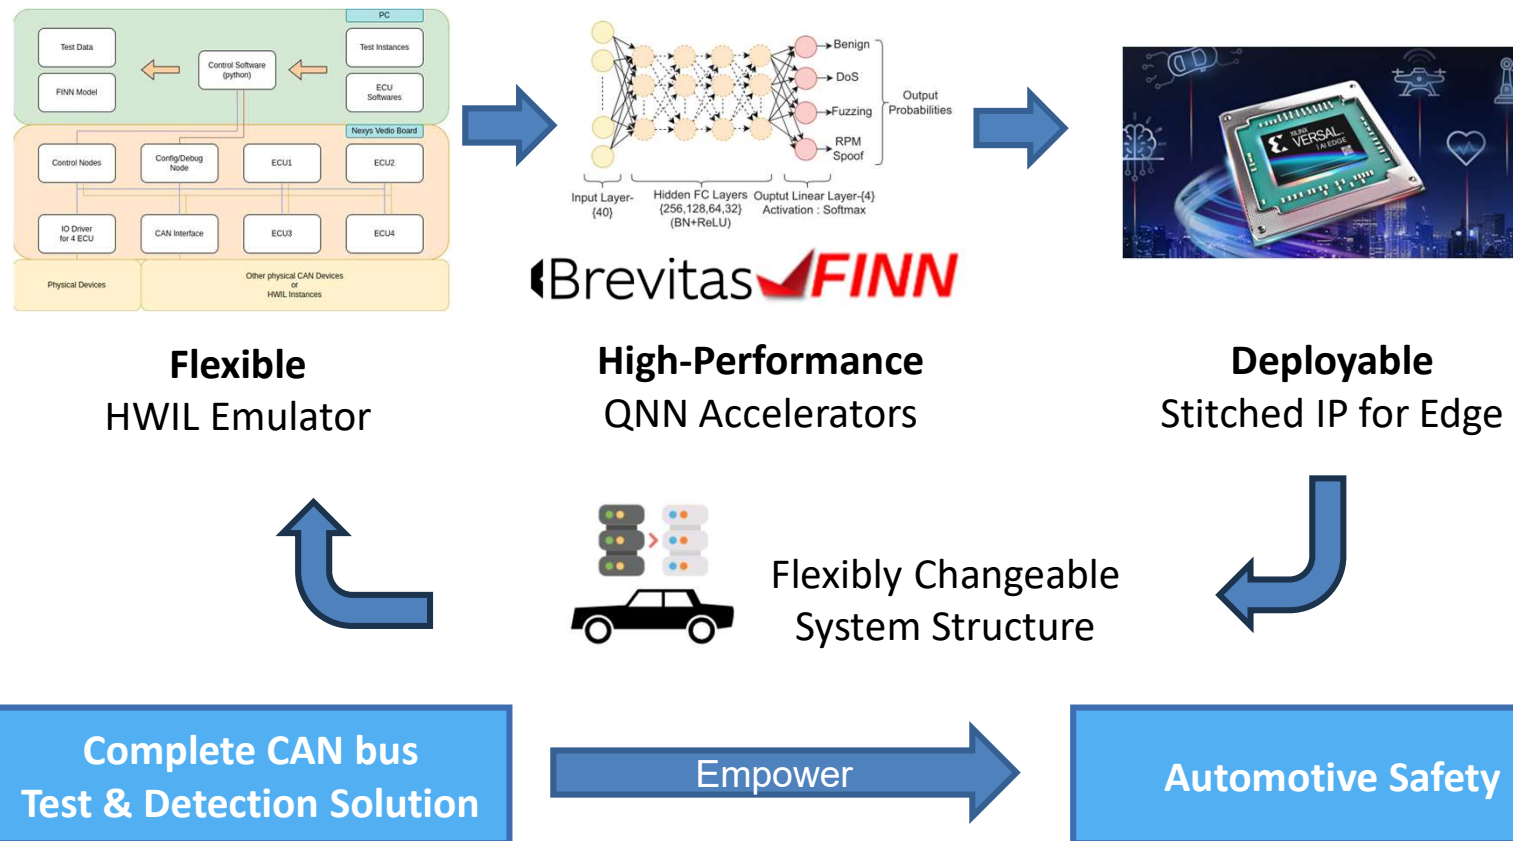 PC
Test Data
Control Software
(python)
Test Instances
FINN Model
ECU
Softwares
Nexys Vedio Board
Control Nodes
Config/Debug
Node
ECU1
ECU2
IO Driver
for 4 ECU
CAN Interface
ECU3
ECU4
Physical Devices
Other physical CAN Devices
or
HWIL Instances
Benign
DoS
Fuzzing
RPM
Spoof
Output
Probabilities
Input Layer-
{40}
Hidden FC Layers
{256,128,64,32}
(BN+ReLU)
Ouptut Linear Layer-{4}
Activation : Softmax
Brevitas
FINN
XILINX
VERSAL
AI EDGE
Flexible
HWIL Emulator
High-Performance
QNN Accelerators
Deployable
Stitched IP for Edge
Flexibly Changeable
System Structure
Complete CAN bus
Test & Detection Solution
Empower
Automotive Safety